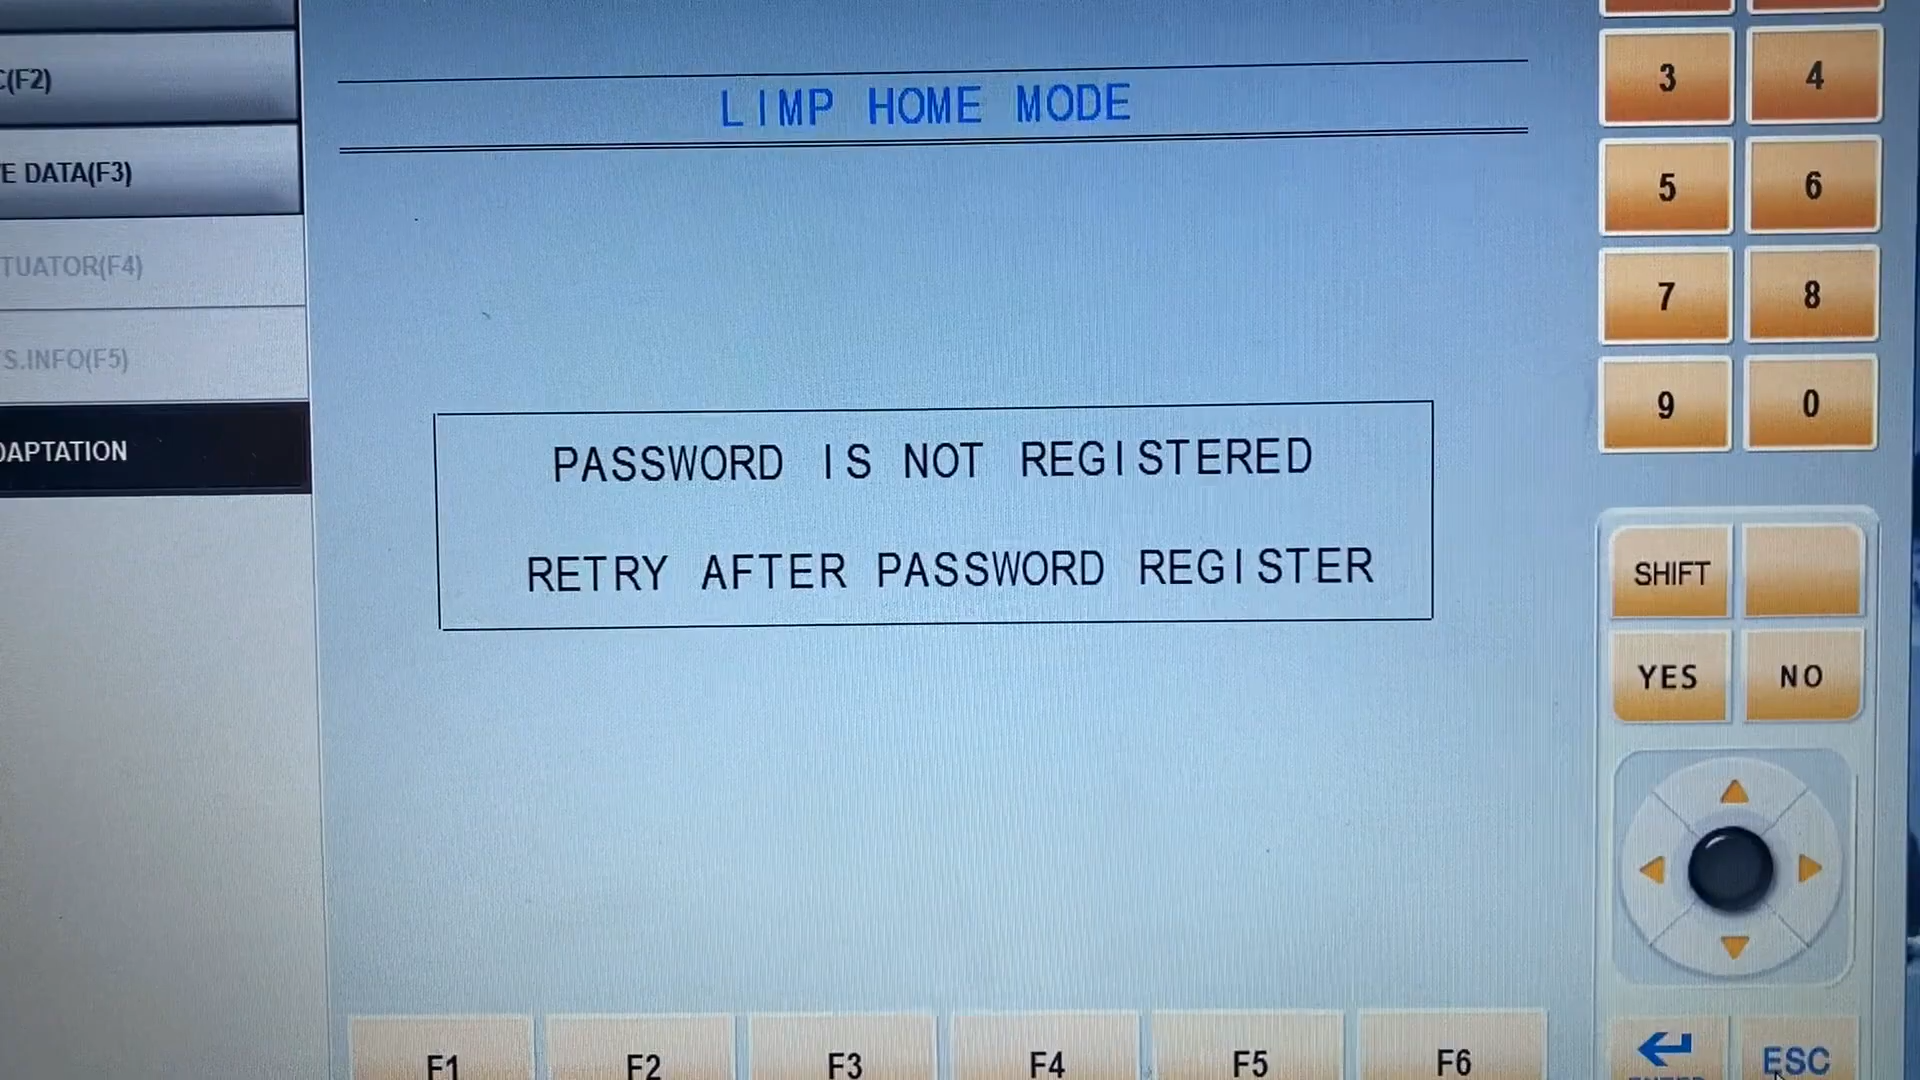 C(F2)
E DATA(F3)
TUATOR(F4)
S.INFO(F5)
DAPTATION
LIMP HOME MODE
PASSWORD IS NOT REGISTERED
RETRY AFTER PASSWORD REGISTER
3 4
5 6
7 8
9 0
SHIFT
YES NO
F1 F2 F3 F4 F5 F6
ESC